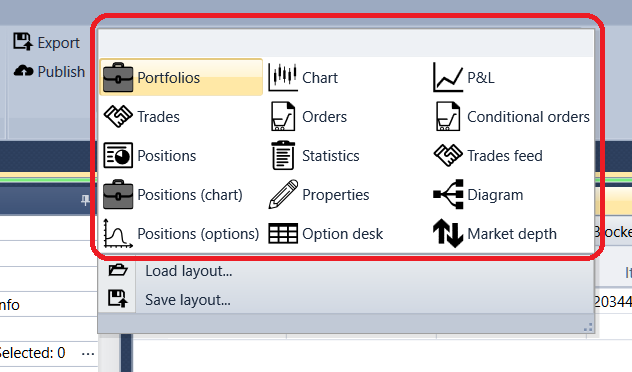 Export
Publish
Portfolios Chart P&L
Trades Orders Conditional orders
Positions Statistics Trades feed
Positions (chart) Properties Diagram
Positions (options) Option desk Market depth
Load layout...
Save layout...
nfo
Selected: 0 ...
locke
It
20344